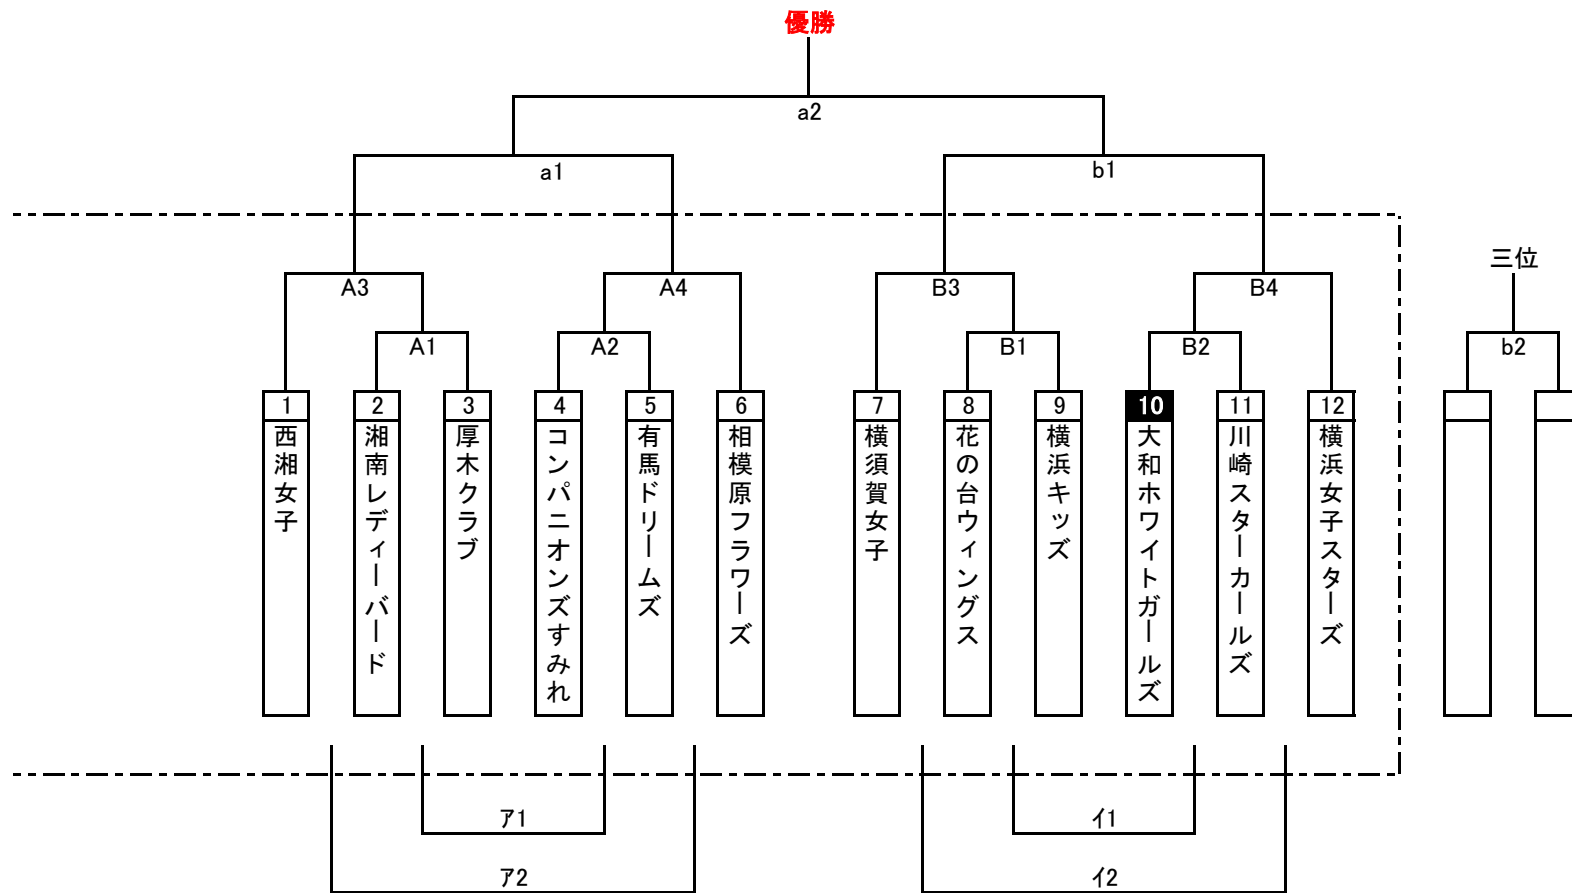 優勝
a2
a1
b1
三位
A3
A4
B3
B4
A1
A2
B1
B2
b2
1
2
3
4
5
6
7
8
9
10
11
12
西湘女子
湘南レディーバード
厚木クラブ
コンパニオンズすみれ
有馬ドリームズ
相模原フラワーズ
横須賀女子
花の台ウィングス
横浜キッズ
大和ホワイトガールズ
川崎スターカールズ
横浜女子スターズ
ア1
イ1
ア2
イ2